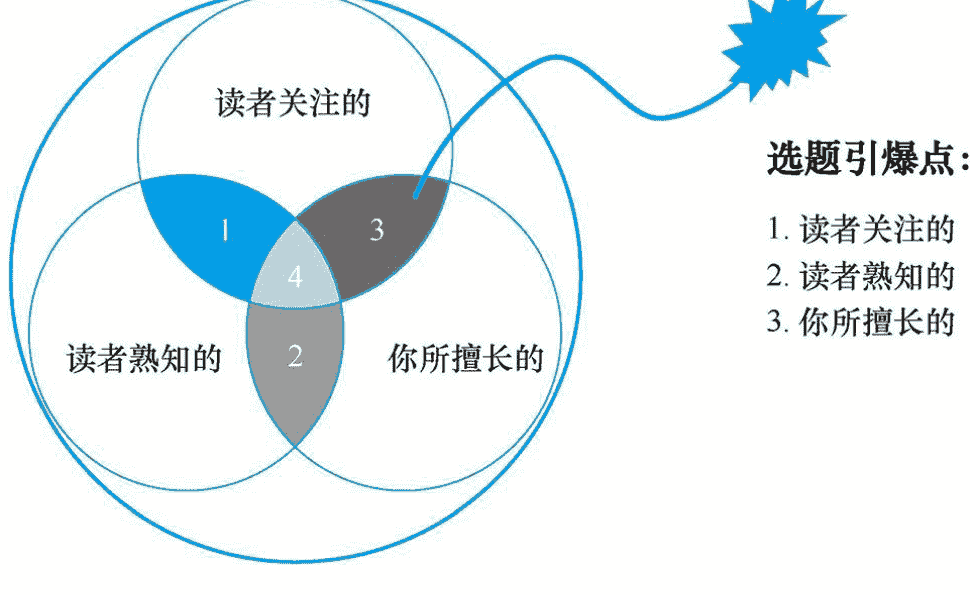 读者关注的
选题引爆点:
1
3
1. 读者关注的
4
2. 读者熟知的
3. 你所擅长的
读者熟知的
2
你所擅长的